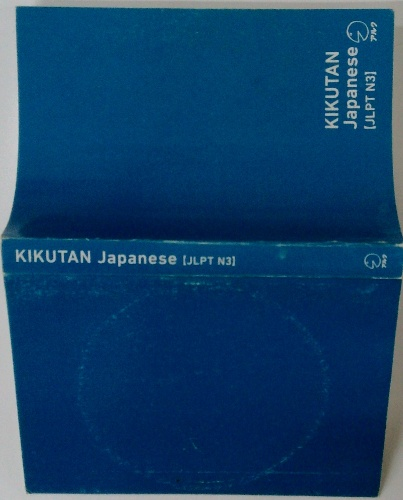 KIKUTAN
Japanese
[JLPT N3]
アルク
KIKUTAN Japanese [JLPT N3]
アルク